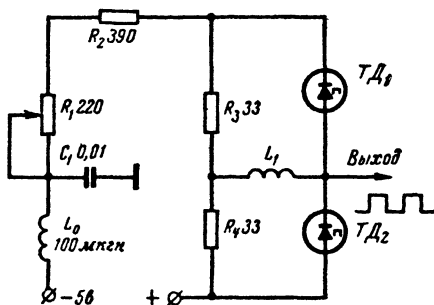 R₂ 390
R₁ 220
C₁ 0,01
L₀
100 мкгн
−5в
R₃ 33
R₄ 33
L₁
ТД₁
Выход
ТД₂
+